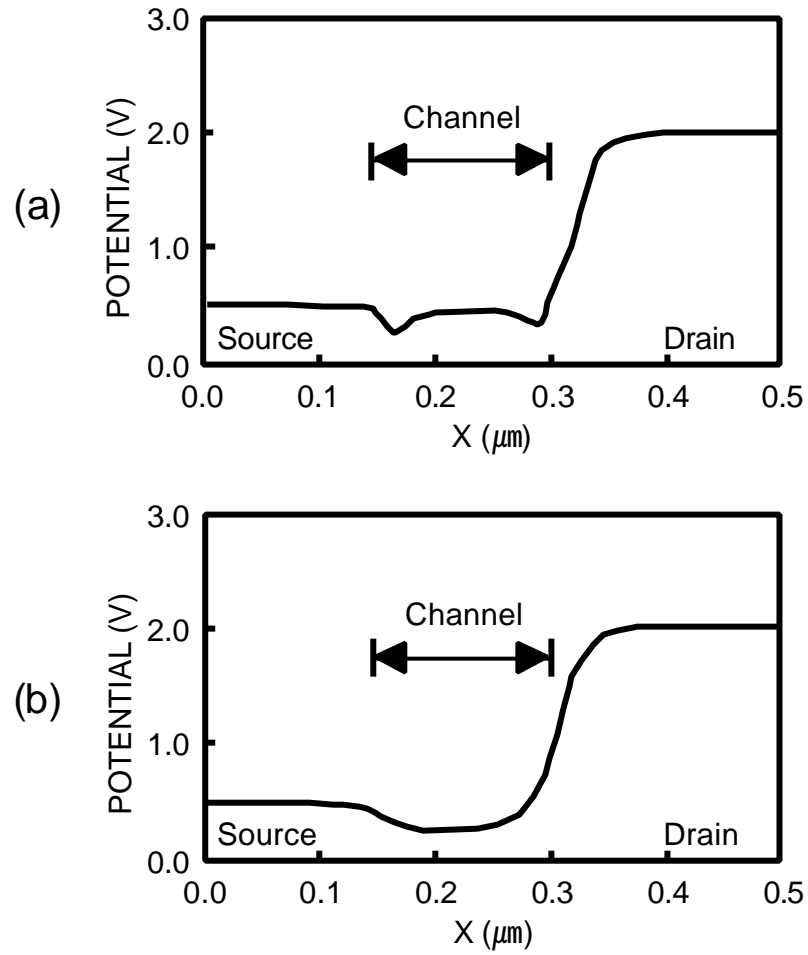 (a)
POTENTIAL (V)
3.0
2.0
1.0
0.0
Channel
Source
Drain
0.0 0.1 0.2 0.3 0.4 0.5
X (μm)
(b)
POTENTIAL (V)
3.0
2.0
1.0
0.0
Channel
Source
Drain
0.0 0.1 0.2 0.3 0.4 0.5
X (μm)